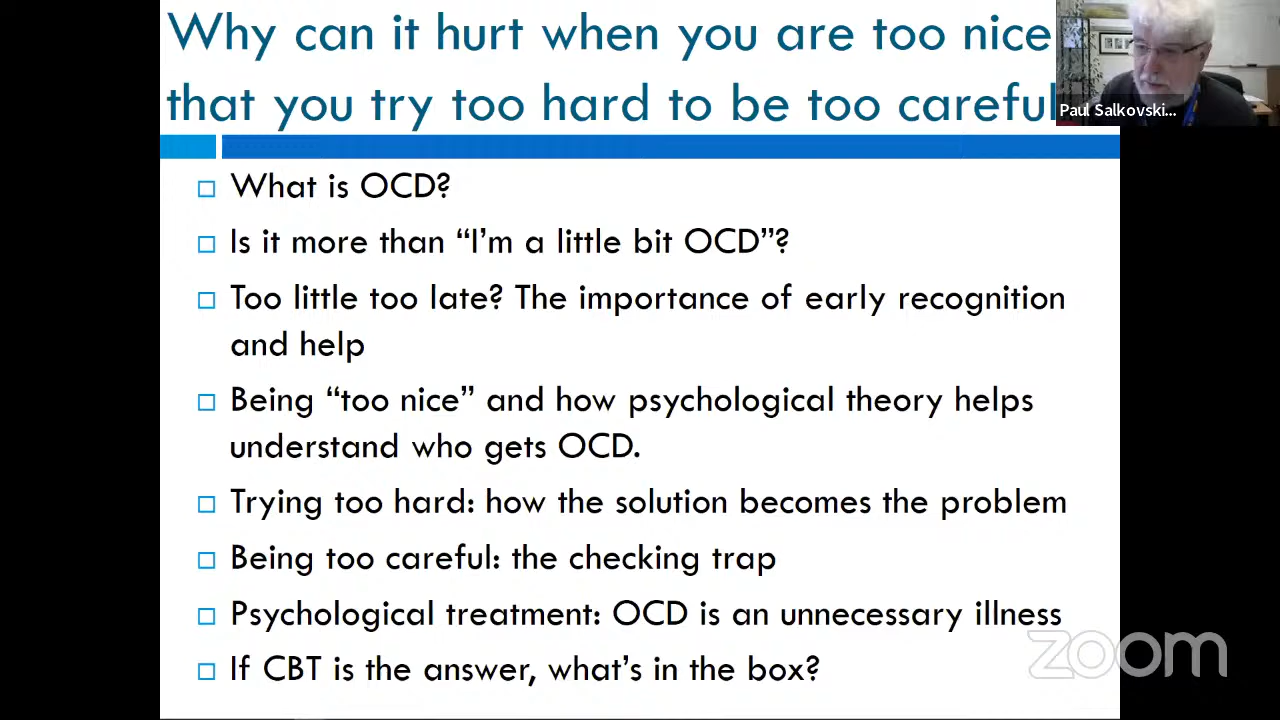 Why can it hurt when you are too nice
that you try too hard to be too careful
Paul Salkovski...
What is OCD?
Is it more than “I’m a little bit OCD”?
Too little too late? The importance of early recognition
and help
Being “too nice” and how psychological theory helps
understand who gets OCD.
Trying too hard: how the solution becomes the problem
Being too careful: the checking trap
Psychological treatment: OCD is an unnecessary illness
If CBT is the answer, what’s in the box?
zoom